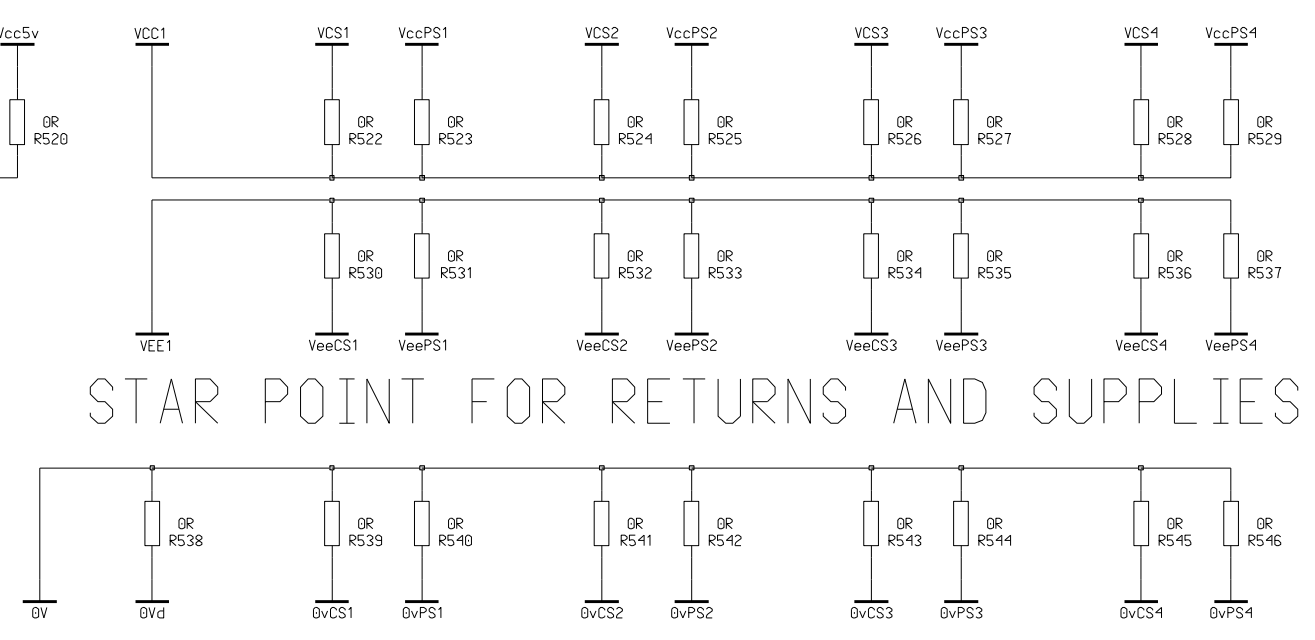 Vcc5v VCC1 VCS1 VccPS1 VCS2 VccPS2 VCS3 VccPS3 VCS4 VccPS4
0R 0R 0R 0R 0R 0R 0R 0R 0R
R520 R522 R523 R524 R525 R526 R527 R528 R529
0R 0R 0R 0R 0R 0R 0R 0R
R530 R531 R532 R533 R534 R535 R536 R537
VEE1 VeeCS1 VeePS1 VeeCS2 VeePS2 VeeCS3 VeePS3 VeeCS4 VeePS4
STAR POINT FOR RETURNS AND SUPPLIES
0R 0R 0R 0R 0R 0R 0R 0R 0R
R538 R539 R540 R541 R542 R543 R544 R545 R546
0V 0Vd 0vCS1 0vPS1 0vCS2 0vPS2 0vCS3 0vPS3 0vCS4 0vPS4